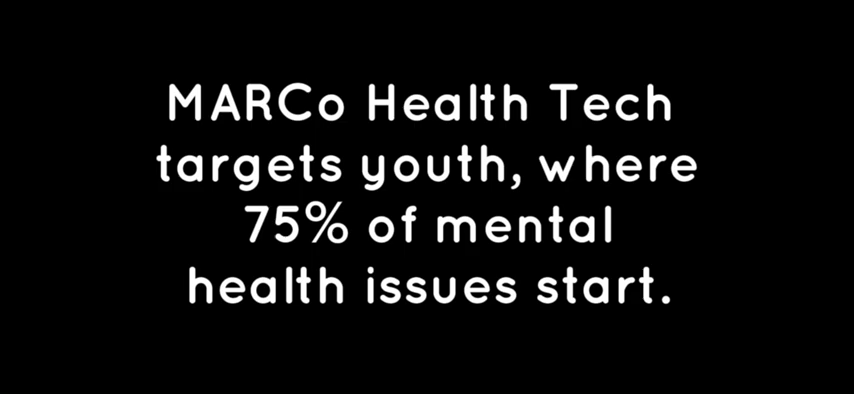 MARCo Health Tech
targets youth, where
75% of mental
health issues start.